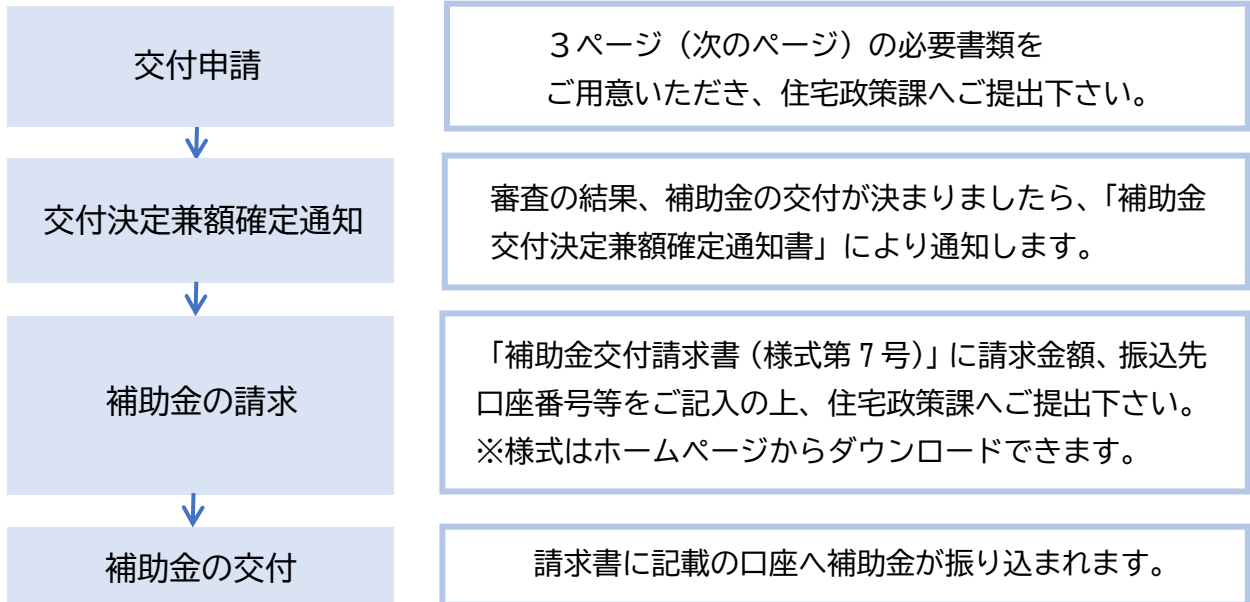 交付申請
３ページ（次のページ）の必要書類を
ご用意いただき、住宅政策課へご提出下さい。
交付決定兼額確定通知
審査の結果、補助金の交付が決まりましたら、「補助金
交付決定兼額確定通知書」により通知します。
補助金の請求
「補助金交付請求書（様式第７号）」に請求金額、振込先
口座番号等をご記入の上、住宅政策課へご提出下さい。
※様式はホームページからダウンロードできます。
補助金の交付
請求書に記載の口座へ補助金が振り込まれます。